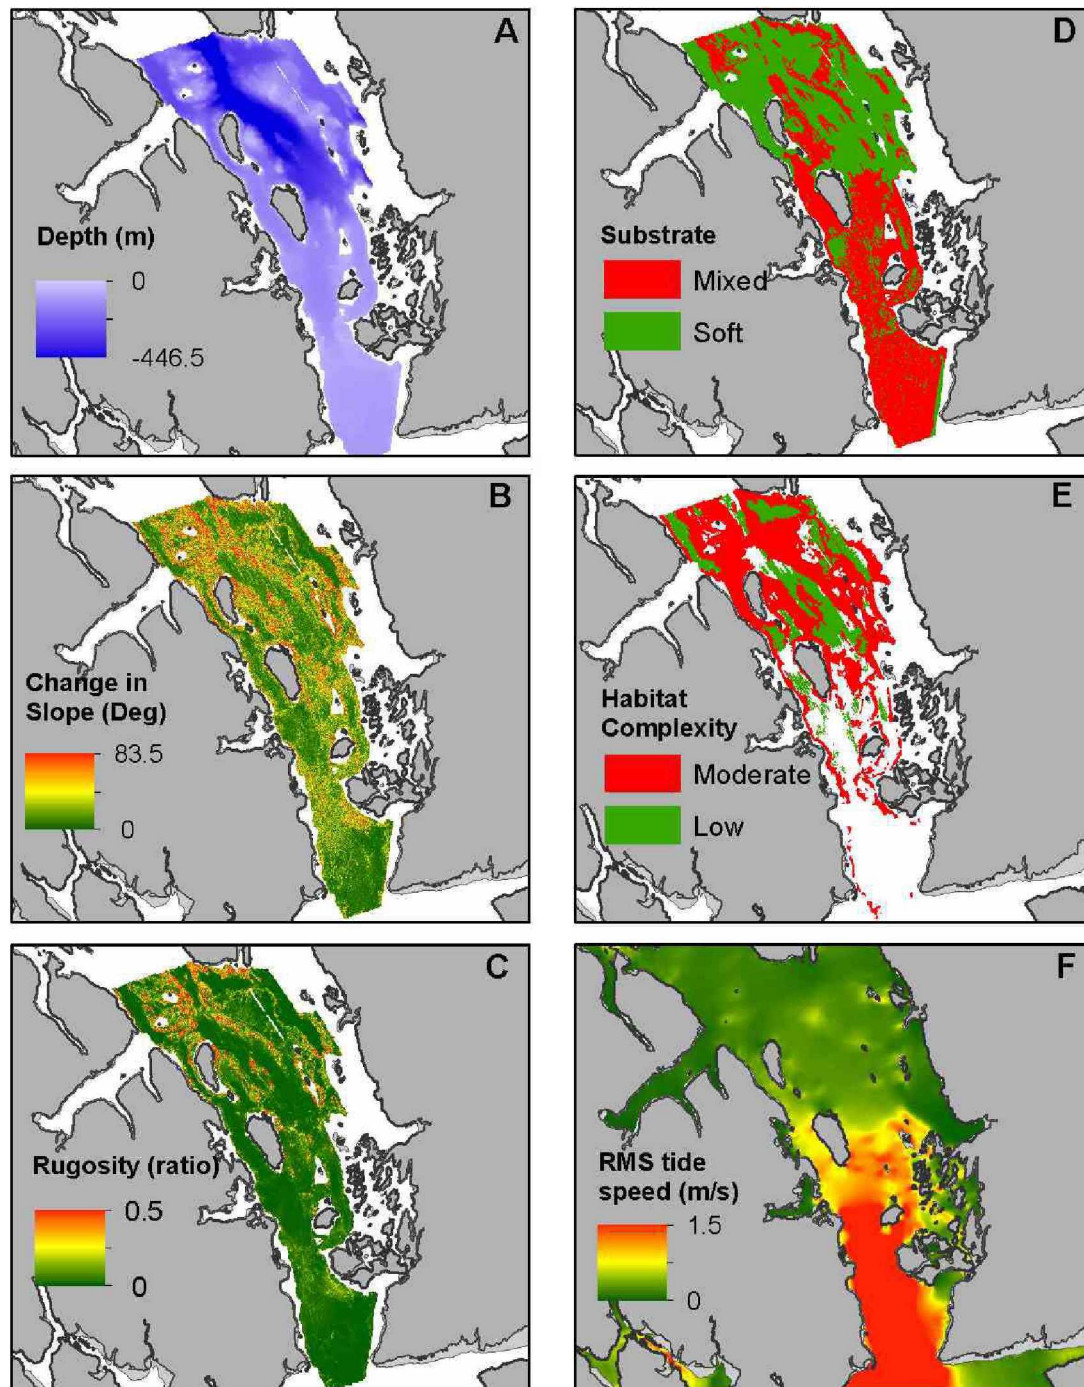 A
Depth (m)
0
-446.5
D
Substrate
Mixed
Soft
B
Change in
Slope (Deg)
83.5
0
E
Habitat
Complexity
Moderate
Low
C
Rugosity (ratio)
0.5
0
F
RMS tide
speed (m/s)
1.5
0